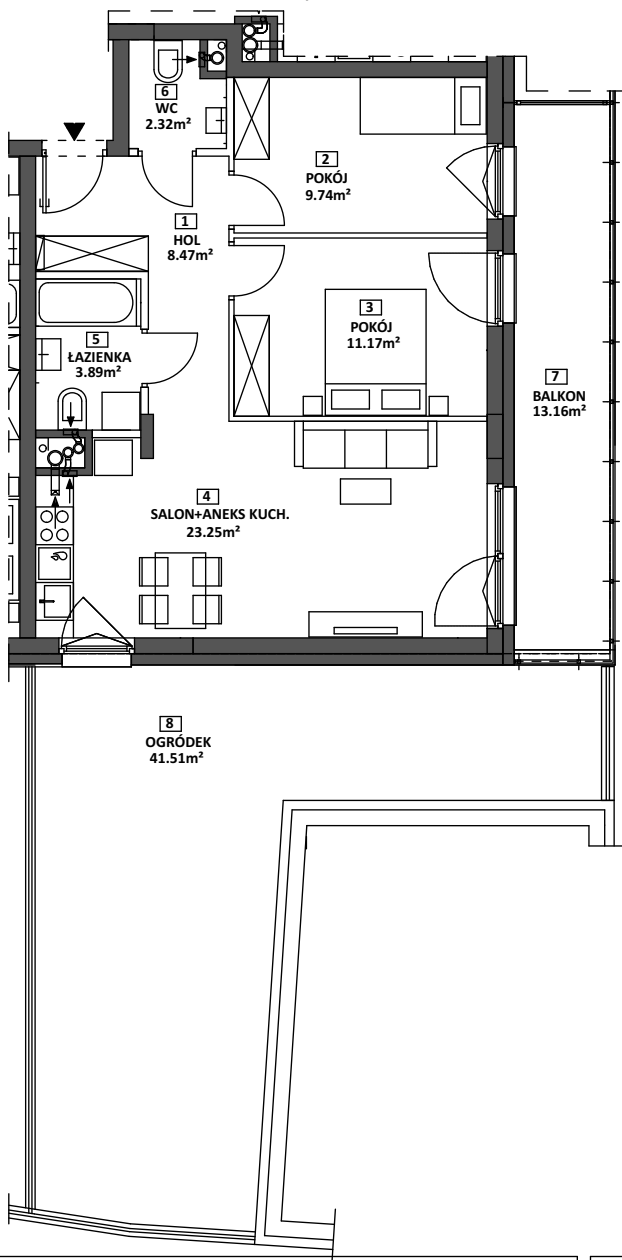 6
WC
2.32m²
2
POKÓJ
9.74m²
1
HOL
8.47m²
3
POKÓJ
11.17m²
5
ŁAZIENKA
3.89m²
7
BALKON
13.16m²
4
SALON+ANEKS KUCH.
23.25m²
8
OGRÓDEK
41.51m²